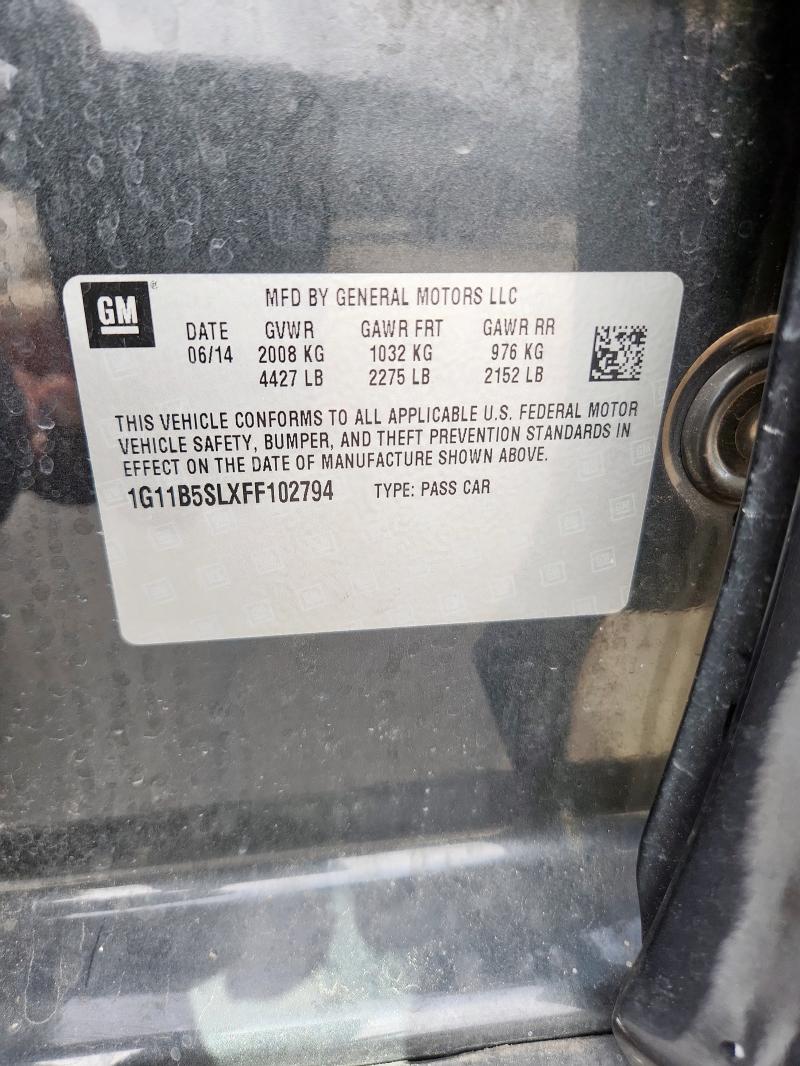 GM
MFD BY GENERAL MOTORS LLC
DATE GVWR GAWR FRT GAWR RR
06/14 2008 KG 1032 KG 976 KG
4427 LB 2275 LB 2152 LB
THIS VEHICLE CONFORMS TO ALL APPLICABLE U.S. FEDERAL MOTOR
VEHICLE SAFETY, BUMPER, AND THEFT PREVENTION STANDARDS IN
EFFECT ON THE DATE OF MANUFACTURE SHOWN ABOVE.
1G11B5SLXFF102794 TYPE: PASS CAR